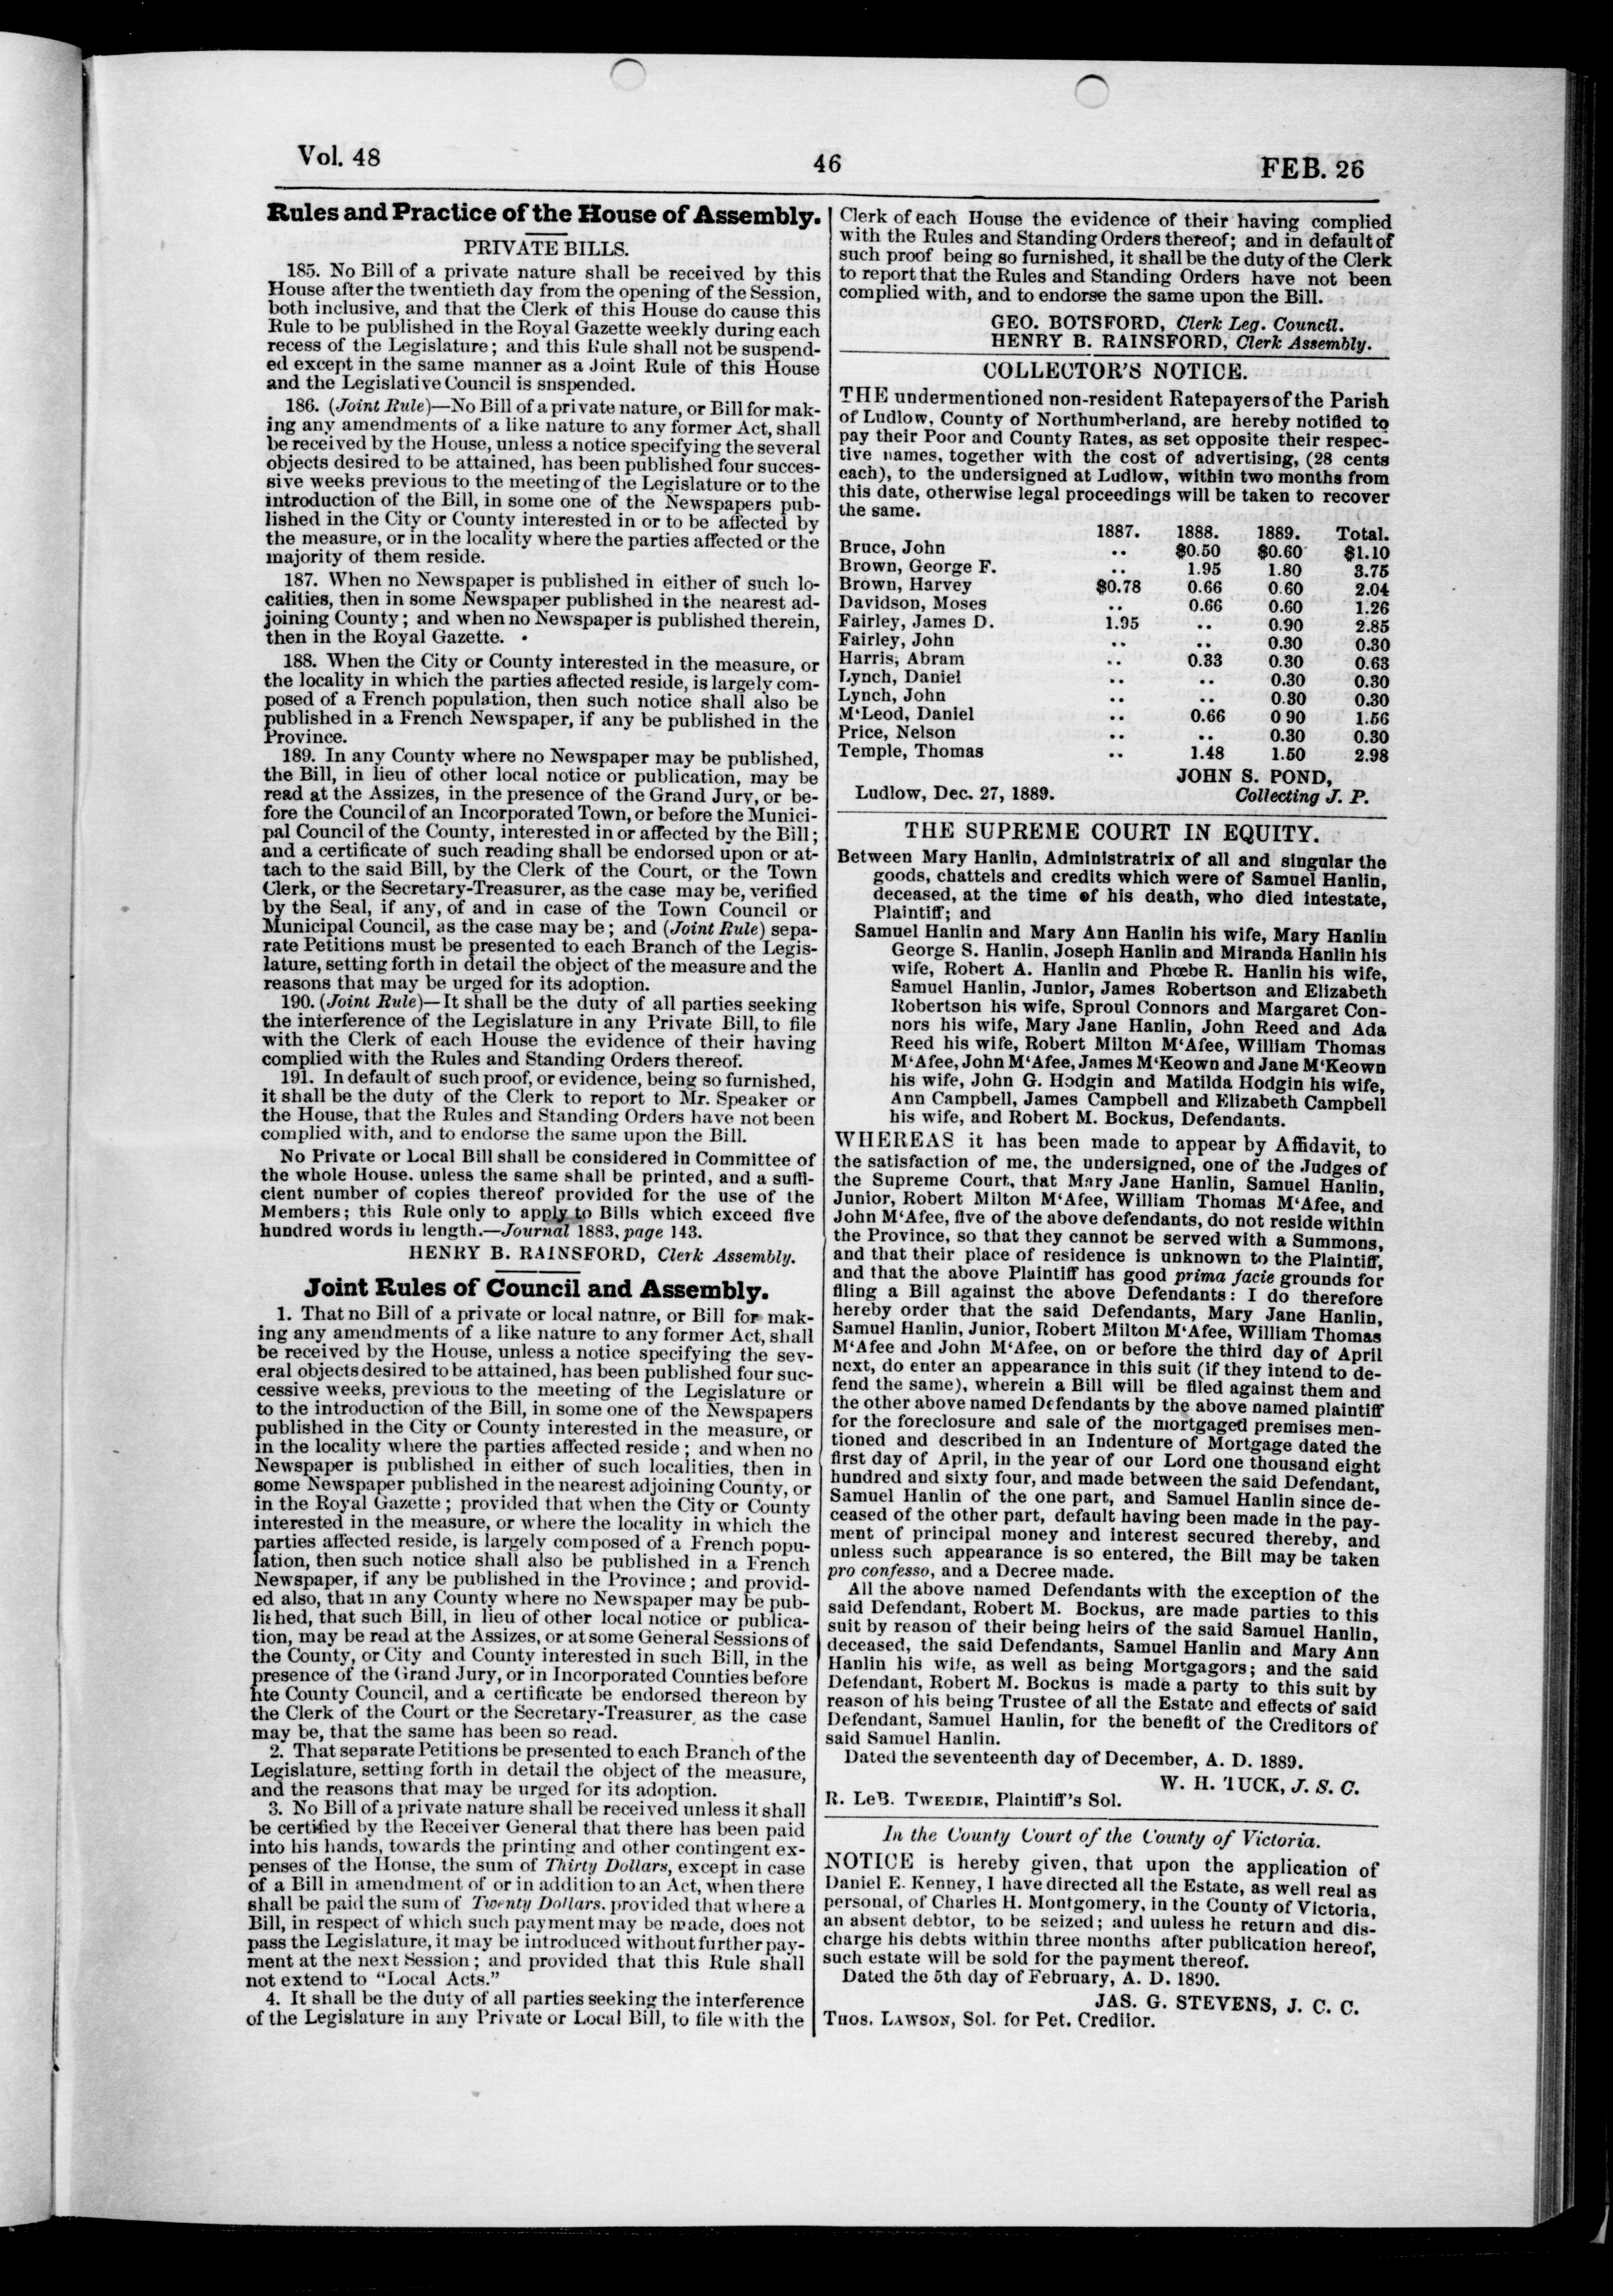 Vol. 48
46
FEB. 26
Rules and Practice of the House of Assembly.
PRIVATE BILLS.
185. No Bill of a private nature shall be received by this
House after the twentieth day from the opening of the Session,
both inclusive, and that the Clerk of this House do cause this
Rule to be published in the Royal Gazette weekly during each
recess of the Legislature; and this Rule shall not be suspend-
ed except in the same manner as a Joint Rule of this House
and the Legislative Council is snspended.
186. (Joint Rule)—No Bill of a private nature, or Bill for mak-
ing any amendments of a like nature to any former Act, shall
be received by the House, unless a notice specifying the several
objects desired to be attained, has been published four succes-
sive weeks previous to the meeting of the Legislature or to the
introduction of the Bill, in some one of the Newspapers pub-
lished in the City or County interested in or to be affected by
the measure, or in the locality where the parties affected or the
majority of them reside.
187. When no Newspaper is published in either of such lo-
calities, then in some Newspaper published in the nearest ad-
joining County; and when no Newspaper is published therein,
then in the Royal Gazette.
188. When the City or County interested in the measure, or
the locality in which the parties affected reside, is largely com-
posed of a French population, then such notice shall also be
published in a French Newspaper, if any be published in the
Province.
189. In any County where no Newspaper may be published,
the Bill, in lieu of other local notice or publication, may be
read at the Assizes, in the presence of the Grand Jury, or be-
fore the Council of an Incorporated Town, or before the Munici-
pal Council of the County, interested in or affected by the Bill;
and a certificate of such reading shall be endorsed upon or at-
tach to the said Bill, by the Clerk of the Court, or the Town
Clerk, or the Secretary-Treasurer, as the case may be, verified
by the Seal, if any, of and in case of the Town Council or
Municipal Council, as the case may be; and (Joint Rule) sepa-
rate Petitions must be presented to each Branch of the Legis-
lature, setting forth in detail the object of the measure and the
reasons that may be urged for its adoption.
190. (Joint Rule)—It shall be the duty of all parties seeking
the interference of the Legislature in any Private Bill, to file
with the Clerk of each House the evidence of their having
complied with the Rules and Standing Orders thereof.
191. In default of such proof, or evidence, being so furnished,
it shall be the duty of the Clerk to report to Mr. Speaker or
the House, that the Rules and Standing Orders have not been
complied with, and to endorse the same upon the Bill.
No Private or Local Bill shall be considered in Committee of
the whole House. unless the same shall be printed, and a suffi-
cient number of copies thereof provided for the use of the
Members; this Rule only to apply to Bills which exceed five
hundred words in length.—Journal 1883, page 143.
HENRY B. RAINSFORD, Clerk Assembly.
Joint Rules of Council and Assembly.
1. That no Bill of a private or local nature, or Bill for mak-
ing any amendments of a like nature to any former Act, shall
be received by the House, unless a notice specifying the sev-
eral objects desired to be attained, has been published four suc-
cessive weeks, previous to the meeting of the Legislature or
to the introduction of the Bill, in some one of the Newspapers
published in the City or County interested in the measure, or
in the locality where the parties affected reside; and when no
Newspaper is published in either of such localities, then in
some Newspaper published in the nearest adjoining County, or
in the Royal Gazette; provided that when the City or County
interested in the measure, or where the locality in which the
parties affected reside, is largely composed of a French popu-
lation, then such notice shall also be published in a French
Newspaper, if any be published in the Province; and provid-
ed also, that in any County where no Newspaper may be pub-
lished, that such Bill, in lieu of other local notice or publica-
tion, may be read at the Assizes, or at some General Sessions of
the County, or City and County interested in such Bill, in the
presence of the Grand Jury, or in Incorporated Counties before
hte County Council, and a certificate be endorsed thereon by
the Clerk of the Court or the Secretary-Treasurer, as the case
may be, that the same has been so read.
2. That separate Petitions be presented to each Branch of the
Legislature, setting forth in detail the object of the measure,
and the reasons that may be urged for its adoption.
3. No Bill of a private nature shall be received unless it shall
be certified by the Receiver General that there has been paid
into his hands, towards the printing and other contingent ex-
penses of the House, the sum of Thirty Dollars, except in case
of a Bill in amendment of or in addition to an Act, when there
shall be paid the sum of Twenty Dollars. provided that where a
Bill, in respect of which such payment may be made, does not
pass the Legislature, it may be introduced without further pay-
ment at the next Session; and provided that this Rule shall
not extend to "Local Acts."
4. It shall be the duty of all parties seeking the interference
of the Legislature in any Private or Local Bill, to file with the
Clerk of each House the evidence of their having complied
with the Rules and Standing Orders thereof; and in default of
such proof being so furnished, it shall be the duty of the Clerk
to report that the Rules and Standing Orders have not been
complied with, and to endorse the same upon the Bill.
GEO. BOTSFORD, Clerk Leg. Council.
HENRY B. RAINSFORD, Clerk Assembly.
COLLECTOR'S NOTICE.
THE undermentioned non-resident Ratepayers of the Parish
of Ludlow, County of Northumberland, are hereby notified to
pay their Poor and County Rates, as set opposite their respec-
tive names, together with the cost of advertising, (28 cents
each), to the undersigned at Ludlow, within two months from
this date, otherwise legal proceedings will be taken to recover
the same.
1887. 1888. 1889. Total.
Bruce, John .. $0.50 $0.60 $1.10
Brown, George F. .. 1.95 1.80 3.75
Brown, Harvey $0.78 0.66 0.60 2.04
Davidson, Moses .. 0.66 0.60 1.26
Fairley, James D. 1.95 .. 0.90 2.85
Fairley, John .. .. 0.30 0.30
Harris, Abram .. 0.33 0.30 0.63
Lynch, Daniel .. .. 0.30 0.30
Lynch, John .. .. 0.30 0.30
M'Leod, Daniel .. 0.66 0 90 1.56
Price, Nelson .. .. 0.30 0.30
Temple, Thomas .. 1.48 1.50 2.98
JOHN S. POND,
Ludlow, Dec. 27, 1889. Collecting J. P.
THE SUPREME COURT IN EQUITY.
Between Mary Hanlin, Administratrix of all and singular the
goods, chattels and credits which were of Samuel Hanlin,
deceased, at the time of his death, who died intestate,
Plaintiff; and
Samuel Hanlin and Mary Ann Hanlin his wife, Mary Hanlin
George S. Hanlin, Joseph Hanlin and Miranda Hanlin his
wife, Robert A. Hanlin and Phœbe R. Hanlin his wife,
Samuel Hanlin, Junior, James Robertson and Elizabeth
Robertson his wife, Sproul Connors and Margaret Con-
nors his wife, Mary Jane Hanlin, John Reed and Ada
Reed his wife, Robert Milton M'Afee, William Thomas
M'Afee, John M'Afee, James M'Keown and Jane M'Keown
his wife, John G. Hodgin and Matilda Hodgin his wife,
Ann Campbell, James Campbell and Elizabeth Campbell
his wife, and Robert M. Bockus, Defendants.
WHEREAS it has been made to appear by Affidavit, to
the satisfaction of me, the undersigned, one of the Judges of
the Supreme Court, that Mary Jane Hanlin, Samuel Hanlin,
Junior, Robert Milton M'Afee, William Thomas M'Afee, and
John M'Afee, five of the above defendants, do not reside within
the Province, so that they cannot be served with a Summons,
and that their place of residence is unknown to the Plaintiff,
and that the above Plaintiff has good prima facie grounds for
filing a Bill against the above Defendants: I do therefore
hereby order that the said Defendants, Mary Jane Hanlin,
Samuel Hanlin, Junior, Robert Milton M'Afee, William Thomas
M'Afee and John M'Afee, on or before the third day of April
next, do enter an appearance in this suit (if they intend to de-
fend the same), wherein a Bill will be filed against them and
the other above named Defendants by the above named plaintiff
for the foreclosure and sale of the mortgaged premises men-
tioned and described in an Indenture of Mortgage dated the
first day of April, in the year of our Lord one thousand eight
hundred and sixty four, and made between the said Defendant,
Samuel Hanlin of the one part, and Samuel Hanlin since de-
ceased of the other part, default having been made in the pay-
ment of principal money and interest secured thereby, and
unless such appearance is so entered, the Bill may be taken
pro confesso, and a Decree made.
All the above named Defendants with the exception of the
said Defendant, Robert M. Bockus, are made parties to this
suit by reason of their being heirs of the said Samuel Hanlin,
deceased, the said Defendants, Samuel Hanlin and Mary Ann
Hanlin his wife, as well as being Mortgagors; and the said
Defendant, Robert M. Bockus is made a party to this suit by
reason of his being Trustee of all the Estate and effects of said
Defendant, Samuel Hanlin, for the benefit of the Creditors of
said Samuel Hanlin.
Dated the seventeenth day of December, A. D. 1889.
W. H. TUCK, J. S. C.
R. LeB. TWEEDIE, Plaintiff's Sol.
In the County Court of the County of Victoria.
NOTICE is hereby given, that upon the application of
Daniel E. Kenney, I have directed all the Estate, as well real as
personal, of Charles H. Montgomery, in the County of Victoria,
an absent debtor, to be seized; and unless he return and dis-
charge his debts within three months after publication hereof,
such estate will be sold for the payment thereof.
Dated the 5th day of February, A. D. 1890.
JAS. G. STEVENS, J. C. C.
THOS. LAWSON, Sol. for Pet. Creditor.